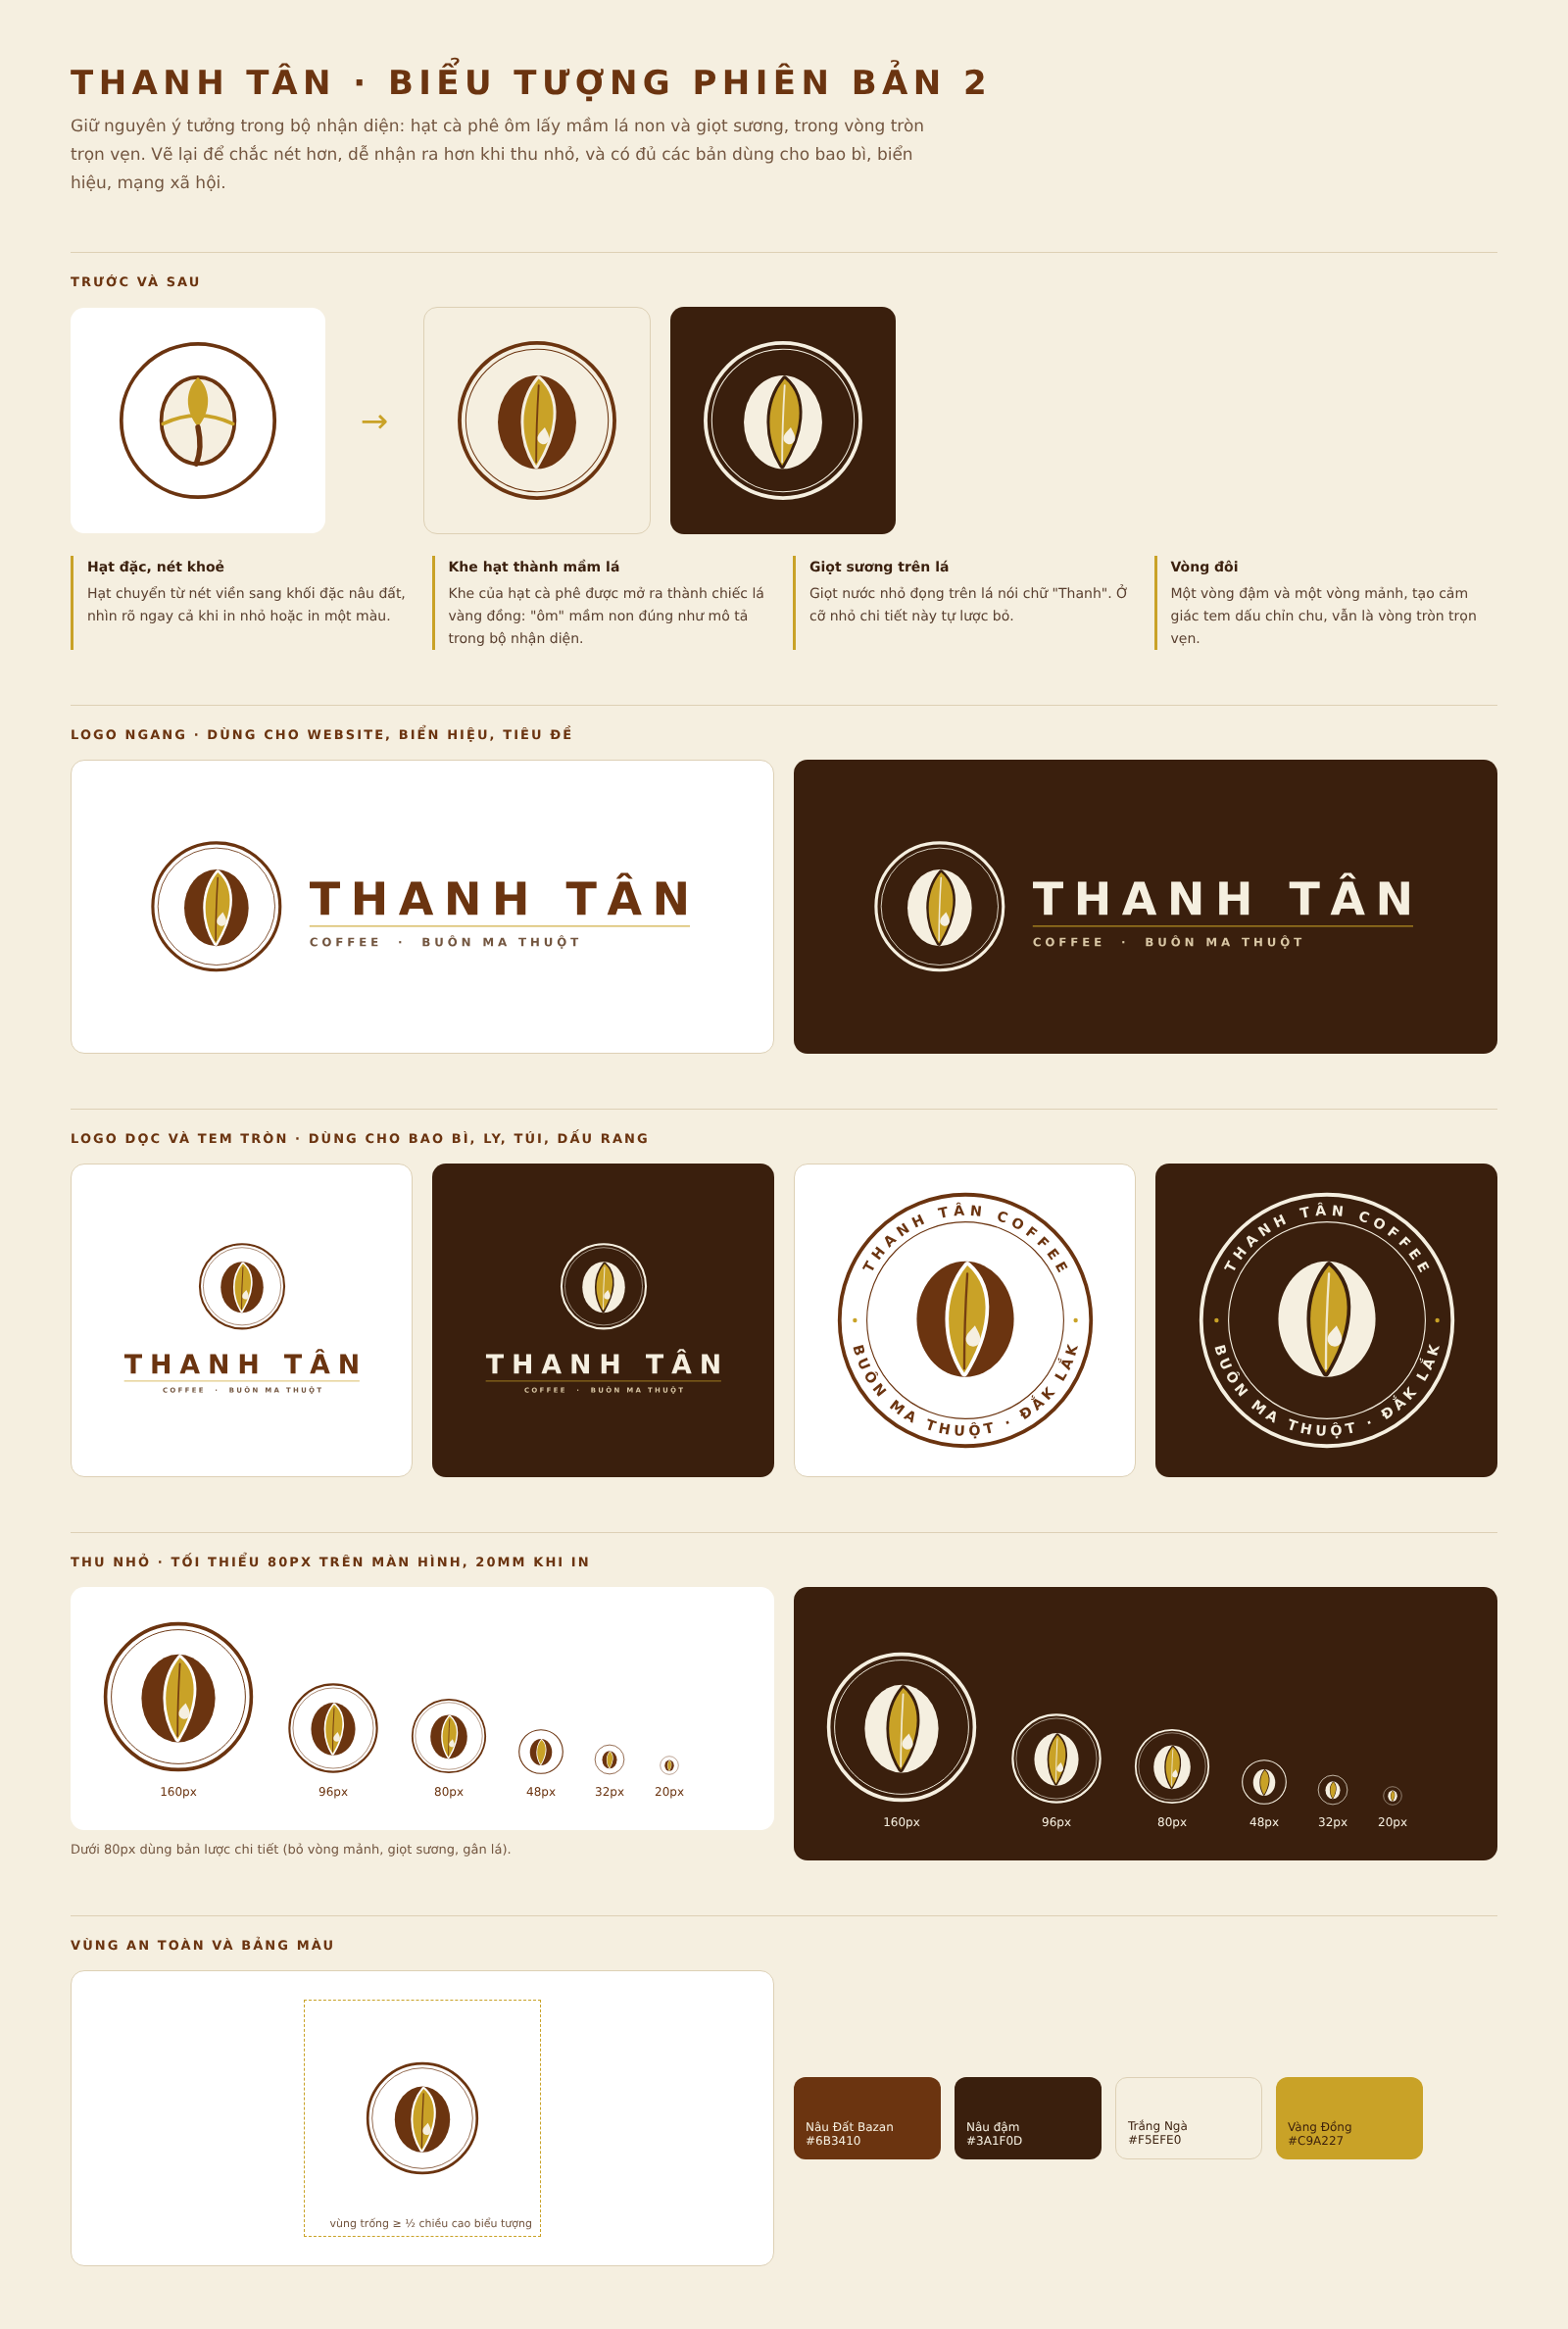 THANH TÂN · BIỂU TƯỢNG PHIÊN BẢN 2
Giữ nguyên ý tưởng trong bộ nhận diện: hạt cà phê ôm lấy mầm lá non và giọt sương, trong vòng tròn
trọn vẹn. Vẽ lại để chắc nét hơn, dễ nhận ra hơn khi thu nhỏ, và có đủ các bản dùng cho bao bì, biển
hiệu, mạng xã hội.
TRƯỚC VÀ SAU
→
Hạt đặc, nét khoẻ
Hạt chuyển từ nét viền sang khối đặc nâu đất,
nhìn rõ ngay cả khi in nhỏ hoặc in một màu.
Khe hạt thành mầm lá
Khe của hạt cà phê được mở ra thành chiếc lá
vàng đồng: "ôm" mầm non đúng như mô tả
trong bộ nhận diện.
Giọt sương trên lá
Giọt nước nhỏ đọng trên lá nói chữ "Thanh". Ở
cỡ nhỏ chi tiết này tự lược bỏ.
Vòng đôi
Một vòng đậm và một vòng mảnh, tạo cảm
giác tem dấu chỉn chu, vẫn là vòng tròn trọn
vẹn.
LOGO NGANG · DÙNG CHO WEBSITE, BIỂN HIỆU, TIÊU ĐỀ
THANH TÂN
COFFEE · BUÔN MA THUỘT
THANH TÂN
COFFEE · BUÔN MA THUỘT
LOGO DỌC VÀ TEM TRÒN · DÙNG CHO BAO BÌ, LY, TÚI, DẤU RANG
THANH TÂN
COFFEE · BUÔN MA THUỘT
THANH TÂN
COFFEE · BUÔN MA THUỘT
THANH TÂN COFFEE
BUÔN MA THUỘT · ĐẮK LẮK
THANH TÂN COFFEE
BUÔN MA THUỘT · ĐẮK LẮK
THU NHỎ · TỐI THIỂU 80PX TRÊN MÀN HÌNH, 20MM KHI IN
160px 96px 80px 48px 32px 20px
Dưới 80px dùng bản lược chi tiết (bỏ vòng mảnh, giọt sương, gân lá).
160px 96px 80px 48px 32px 20px
VÙNG AN TOÀN VÀ BẢNG MÀU
vùng trống ≥ ½ chiều cao biểu tượng
Nâu Đất Bazan
#6B3410
Nâu đậm
#3A1F0D
Trắng Ngà
#F5EFE0
Vàng Đồng
#C9A227